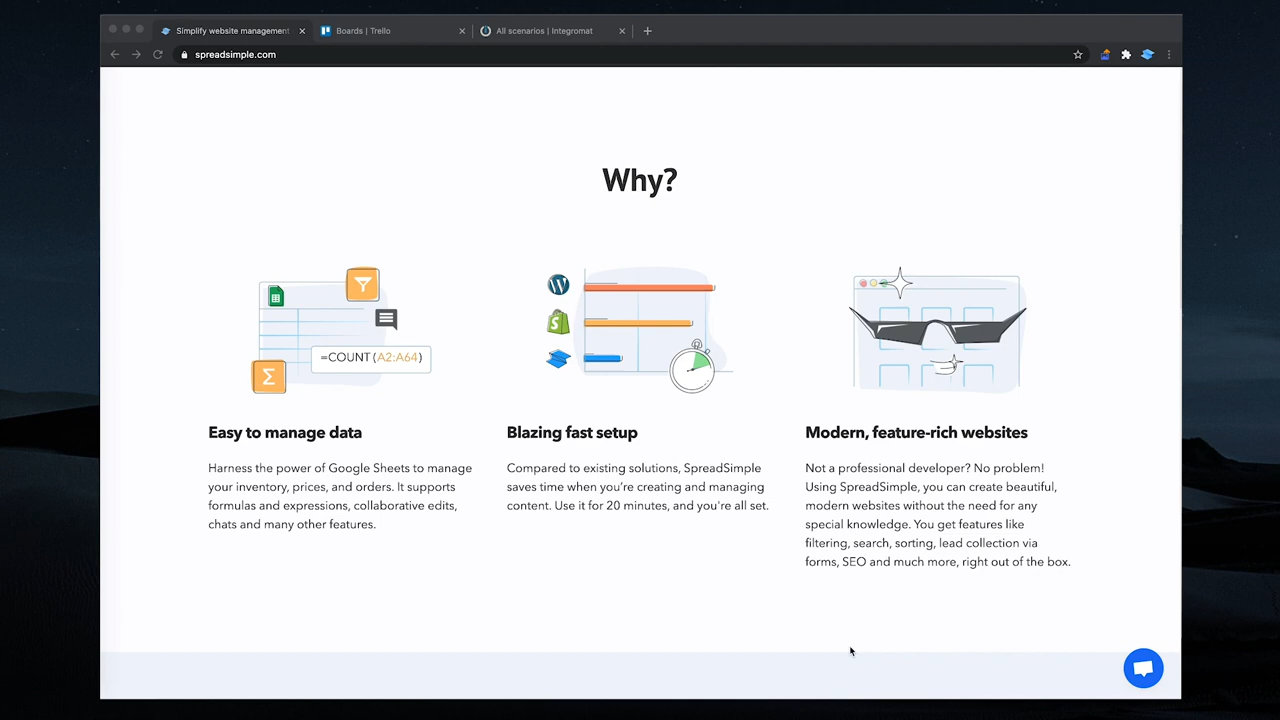 Simplify website management
Boards | Trello
All scenarios | Integromat
spreadsimple.com
Why?
=COUNT(A2:A64)
Σ
W
S
Easy to manage data
Harness the power of Google Sheets to manage
your inventory, prices, and orders. It supports
formulas and expressions, collaborative edits,
chats and many other features.
Blazing fast setup
Compared to existing solutions, SpreadSimple
saves time when you're creating and managing
content. Use it for 20 minutes, and you're all set.
Modern, feature-rich websites
Not a professional developer? No problem!
Using SpreadSimple, you can create beautiful,
modern websites without the need for any
special knowledge. You get features like
filtering, search, sorting, lead collection via
forms, SEO and much more, right out of the box.